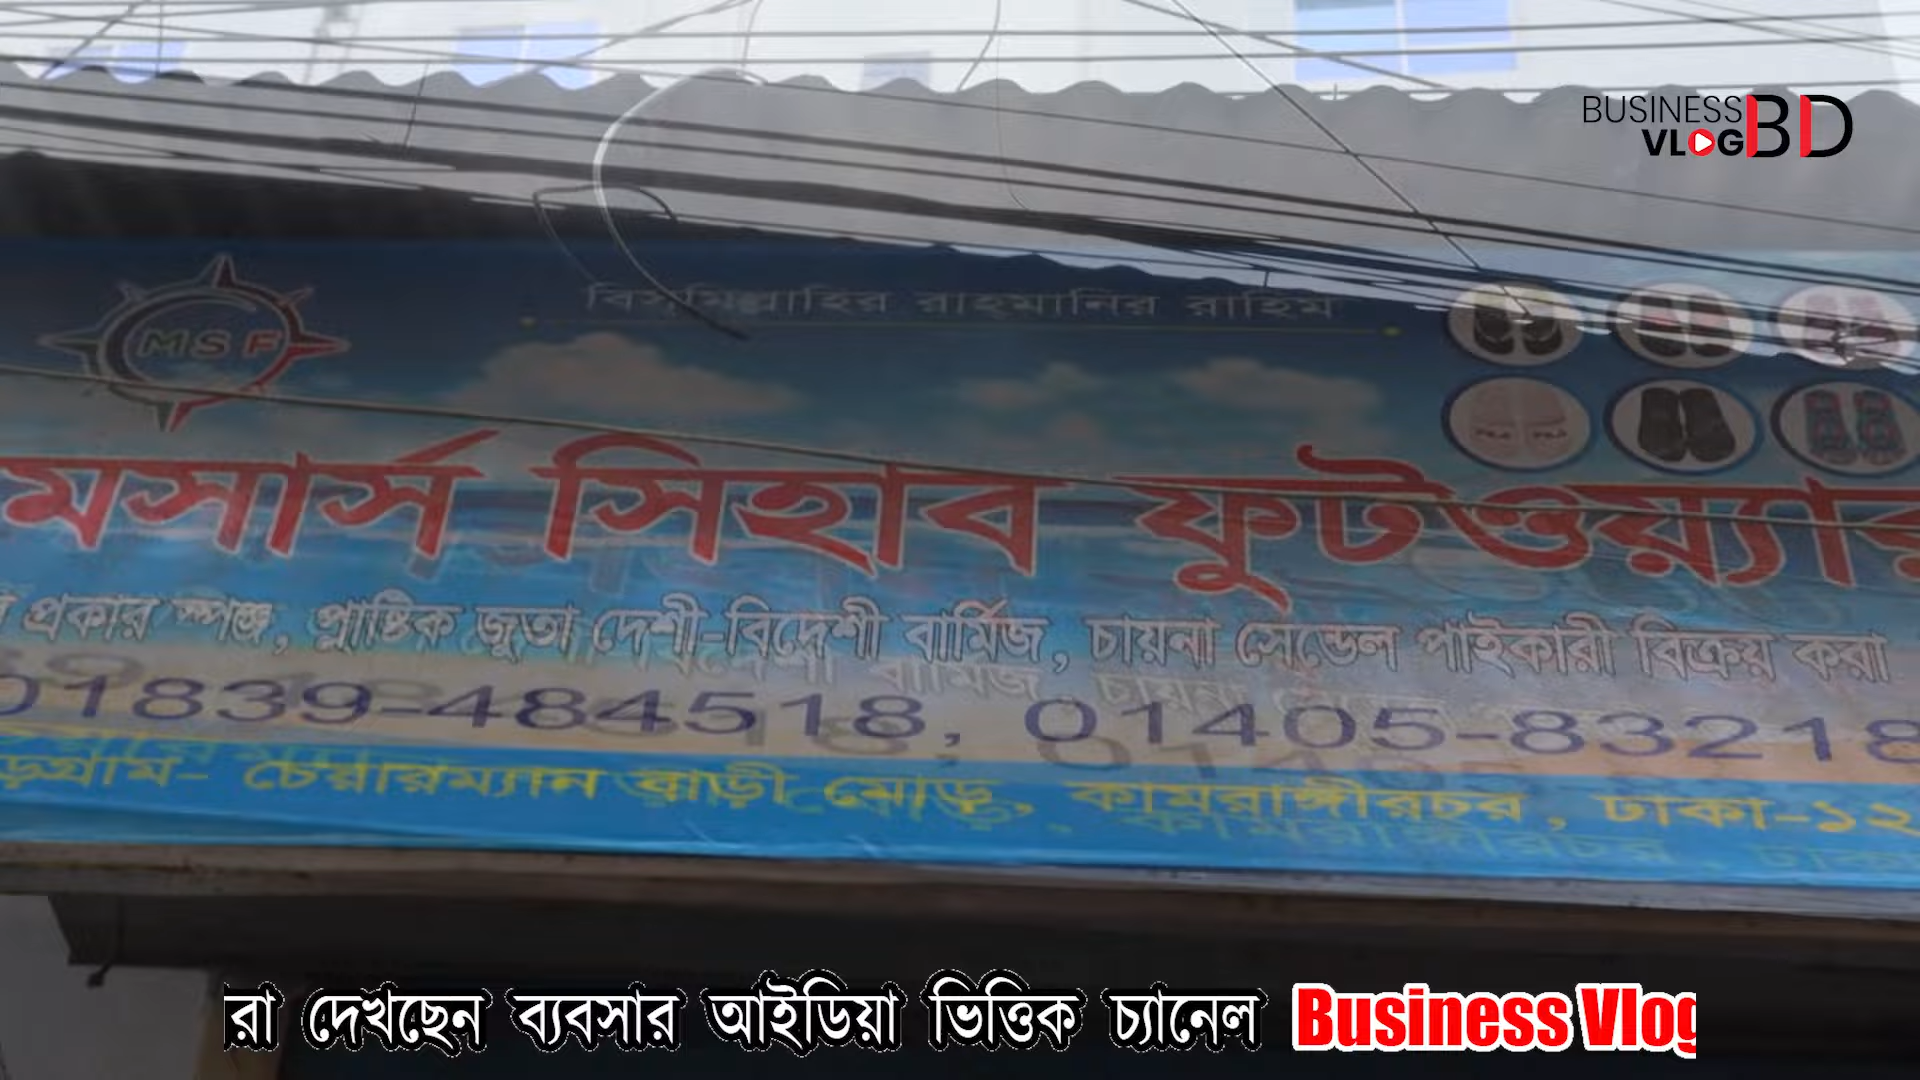 BUSINESS
VLOG BD
বিসমিল্লাহির রাহমানির রাহিম
MSF
মেসার্স সিহাব ফুটওয়্যার
প্রকার স্পঞ্জ, প্লাষ্টিক জুতা দেশী-বিদেশী বার্মিজ, চায়না সেন্ডেল পাইকারী বিক্রয় করা
01839-484518, 01405-83218
চেয়ারম্যান বাড়ী মোড়, কামরাঙ্গীরচর, ঢাকা-১২
রা দেখছেন ব্যবসার আইডিয়া ভিত্তিক চ্যানেল Business Vlog